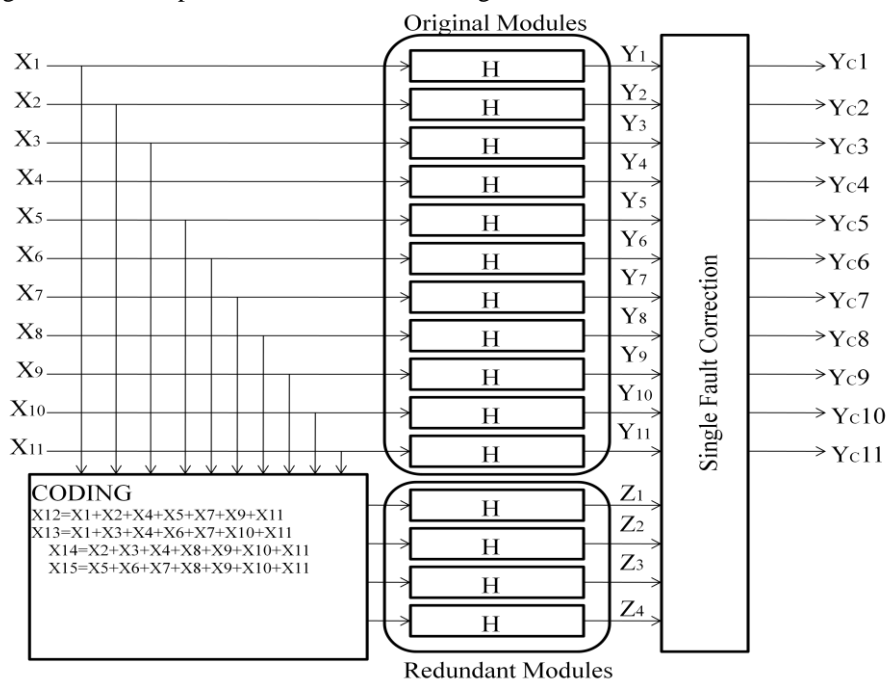 Original Modules
X1 H Y1 Yc1
X2 H Y2 Yc2
X3 H Y3 Yc3
X4 H Y4 Yc4
X5 H Y5 Yc5
X6 H Y6 Yc6
X7 H Y7 Yc7
X8 H Y8 Yc8
X9 H Y9 Yc9
X10 H Y10 Yc10
X11 H Y11 Yc11
Single Fault Correction
CODING
X12=X1+X2+X4+X5+X7+X9+X11
X13=X1+X3+X4+X6+X7+X10+X11
X14=X2+X3+X4+X8+X9+X10+X11
X15=X5+X6+X7+X8+X9+X10+X11
H Z1
H Z2
H Z3
H Z4
Redundant Modules